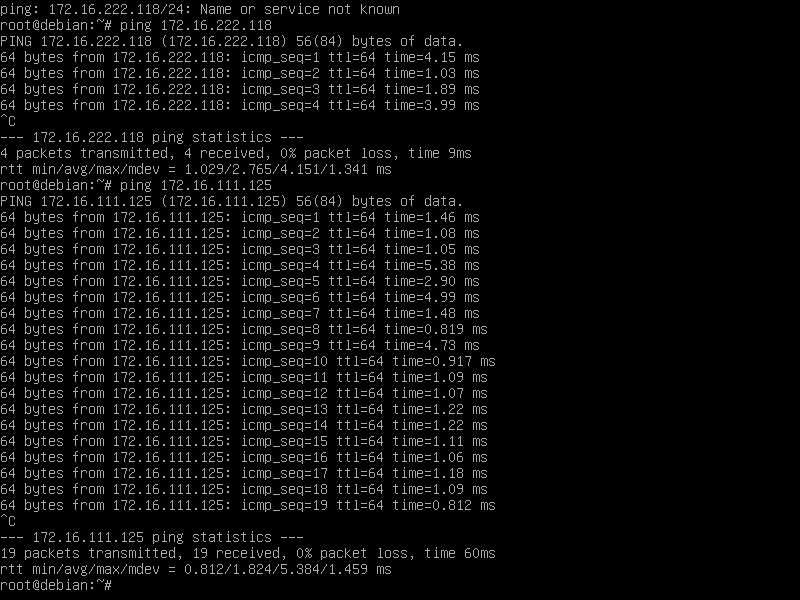 ping: 172.16.222.118/24: Name or service not known
root@debian:~# ping 172.16.222.118
PING 172.16.222.118 (172.16.222.118) 56(84) bytes of data.
64 bytes from 172.16.222.118: icmp_seq=1 ttl=64 time=4.15 ms
64 bytes from 172.16.222.118: icmp_seq=2 ttl=64 time=1.03 ms
64 bytes from 172.16.222.118: icmp_seq=3 ttl=64 time=1.89 ms
64 bytes from 172.16.222.118: icmp_seq=4 ttl=64 time=3.99 ms
^C
--- 172.16.222.118 ping statistics ---
4 packets transmitted, 4 received, 0% packet loss, time 9ms
rtt min/avg/max/mdev = 1.029/2.765/4.151/1.341 ms
root@debian:~# ping 172.16.111.125
PING 172.16.111.125 (172.16.111.125) 56(84) bytes of data.
64 bytes from 172.16.111.125: icmp_seq=1 ttl=64 time=1.46 ms
64 bytes from 172.16.111.125: icmp_seq=2 ttl=64 time=1.08 ms
64 bytes from 172.16.111.125: icmp_seq=3 ttl=64 time=1.05 ms
64 bytes from 172.16.111.125: icmp_seq=4 ttl=64 time=5.38 ms
64 bytes from 172.16.111.125: icmp_seq=5 ttl=64 time=2.90 ms
64 bytes from 172.16.111.125: icmp_seq=6 ttl=64 time=4.99 ms
64 bytes from 172.16.111.125: icmp_seq=7 ttl=64 time=1.48 ms
64 bytes from 172.16.111.125: icmp_seq=8 ttl=64 time=0.819 ms
64 bytes from 172.16.111.125: icmp_seq=9 ttl=64 time=4.73 ms
64 bytes from 172.16.111.125: icmp_seq=10 ttl=64 time=0.917 ms
64 bytes from 172.16.111.125: icmp_seq=11 ttl=64 time=1.09 ms
64 bytes from 172.16.111.125: icmp_seq=12 ttl=64 time=1.07 ms
64 bytes from 172.16.111.125: icmp_seq=13 ttl=64 time=1.22 ms
64 bytes from 172.16.111.125: icmp_seq=14 ttl=64 time=1.22 ms
64 bytes from 172.16.111.125: icmp_seq=15 ttl=64 time=1.11 ms
64 bytes from 172.16.111.125: icmp_seq=16 ttl=64 time=1.06 ms
64 bytes from 172.16.111.125: icmp_seq=17 ttl=64 time=1.18 ms
64 bytes from 172.16.111.125: icmp_seq=18 ttl=64 time=1.09 ms
64 bytes from 172.16.111.125: icmp_seq=19 ttl=64 time=0.812 ms
^C
--- 172.16.111.125 ping statistics ---
19 packets transmitted, 19 received, 0% packet loss, time 60ms
rtt min/avg/max/mdev = 0.812/1.824/5.384/1.459 ms
root@debian:~#